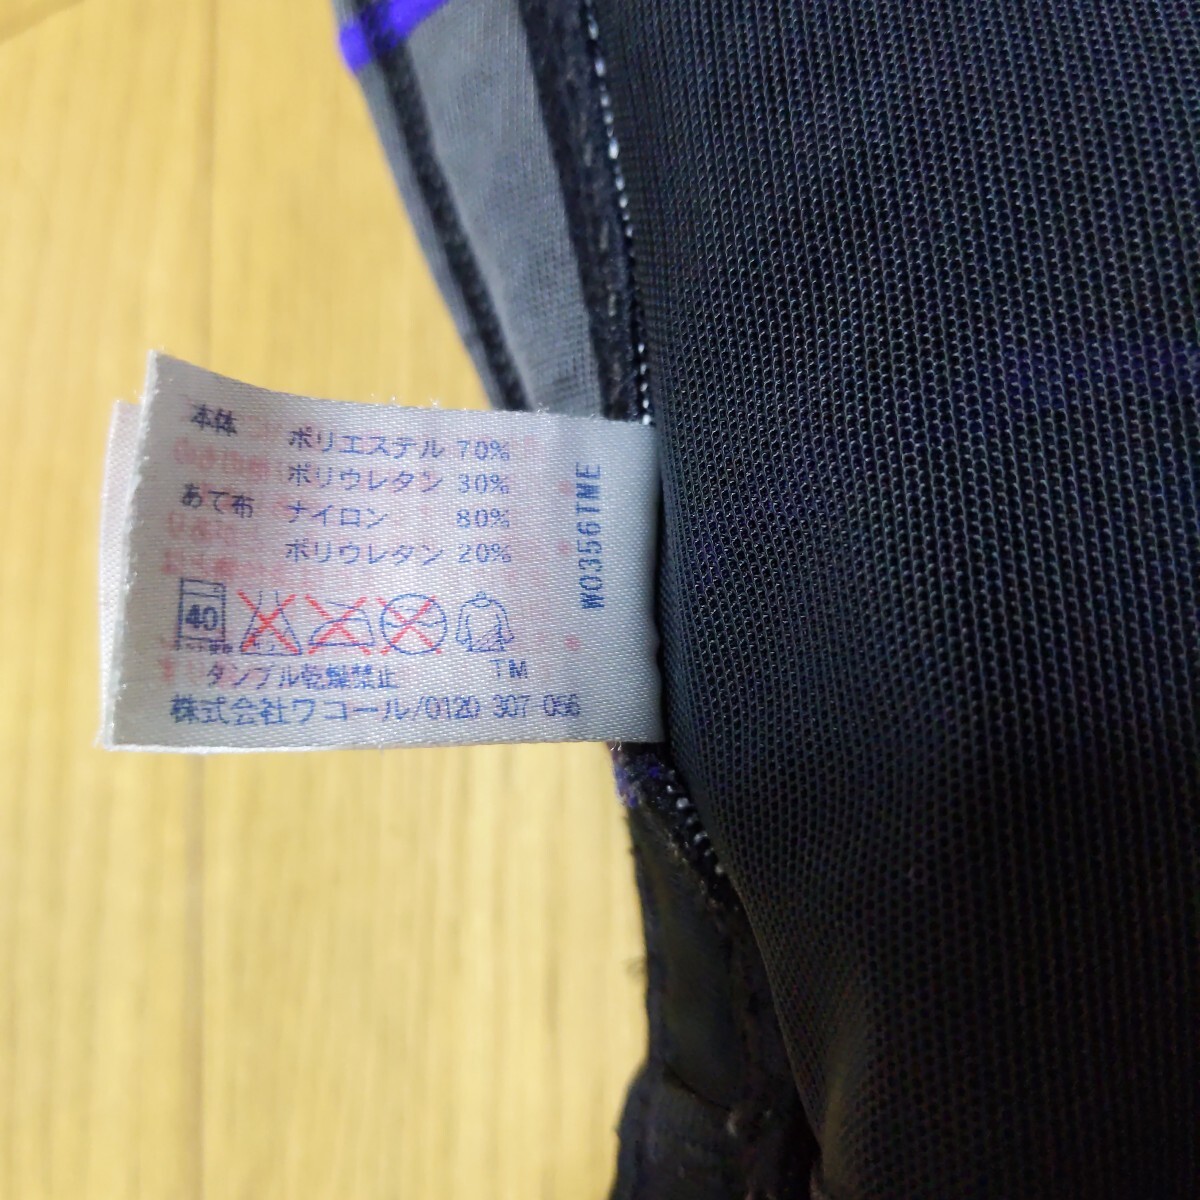 本体 ポリエステル 70%
ポリウレタン 30%
あて布 ナイロン 80%
ポリウレタン 20%
40
TM
タンブル乾燥禁止
株式会社ワコール/0120 307 056
WO356TNE